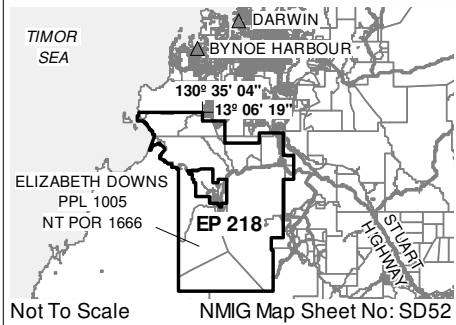 DARWIN
TIMOR
SEA
BYNOE HARBOUR
130º 35' 04"
13º 06' 19"
ELIZABETH DOWNS
PPL 1005
NT POR 1666
EP 218
STUART
HIGHWAY
Not To Scale
NMIG Map Sheet No: SD52